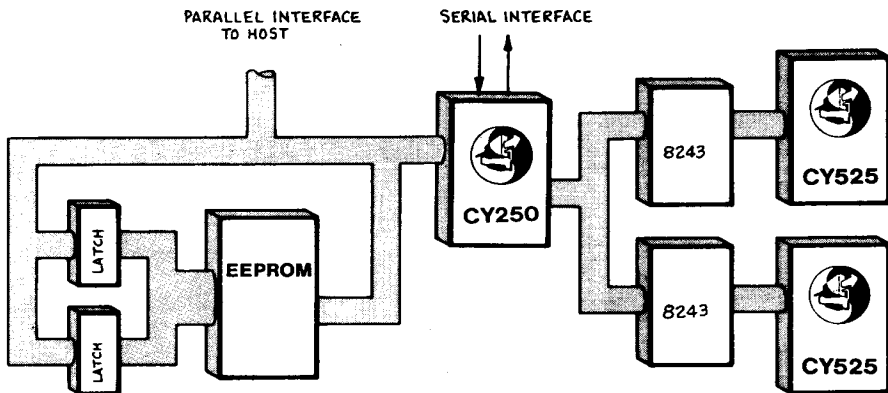 PARALLEL INTERFACE
TO HOST
SERIAL INTERFACE
CY250
8243
CY525
LATCH
EEPROM
LATCH
8243
CY525